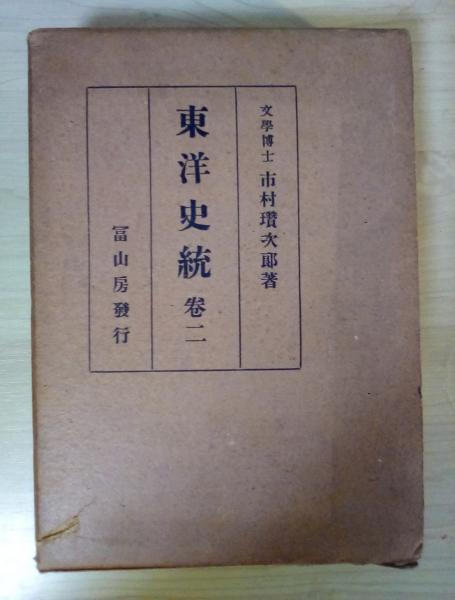 文學博士 市村瓚次郞著
東洋史統 卷二
冨山房發行